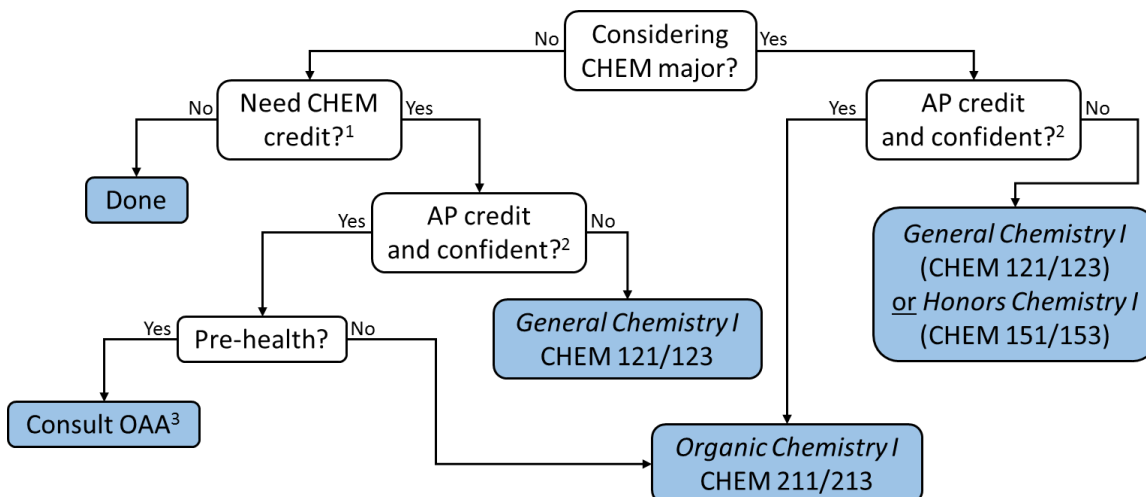 Considering
CHEM major?
No
Yes
Need CHEM
credit?1
No
Yes
AP credit
and confident?2
Yes
No
Done
AP credit
and confident?2
Yes
No
General Chemistry I
(CHEM 121/123)
or Honors Chemistry I
(CHEM 151/153)
General Chemistry I
CHEM 121/123
Pre-health?
Yes
No
Consult OAA3
Organic Chemistry I
CHEM 211/213